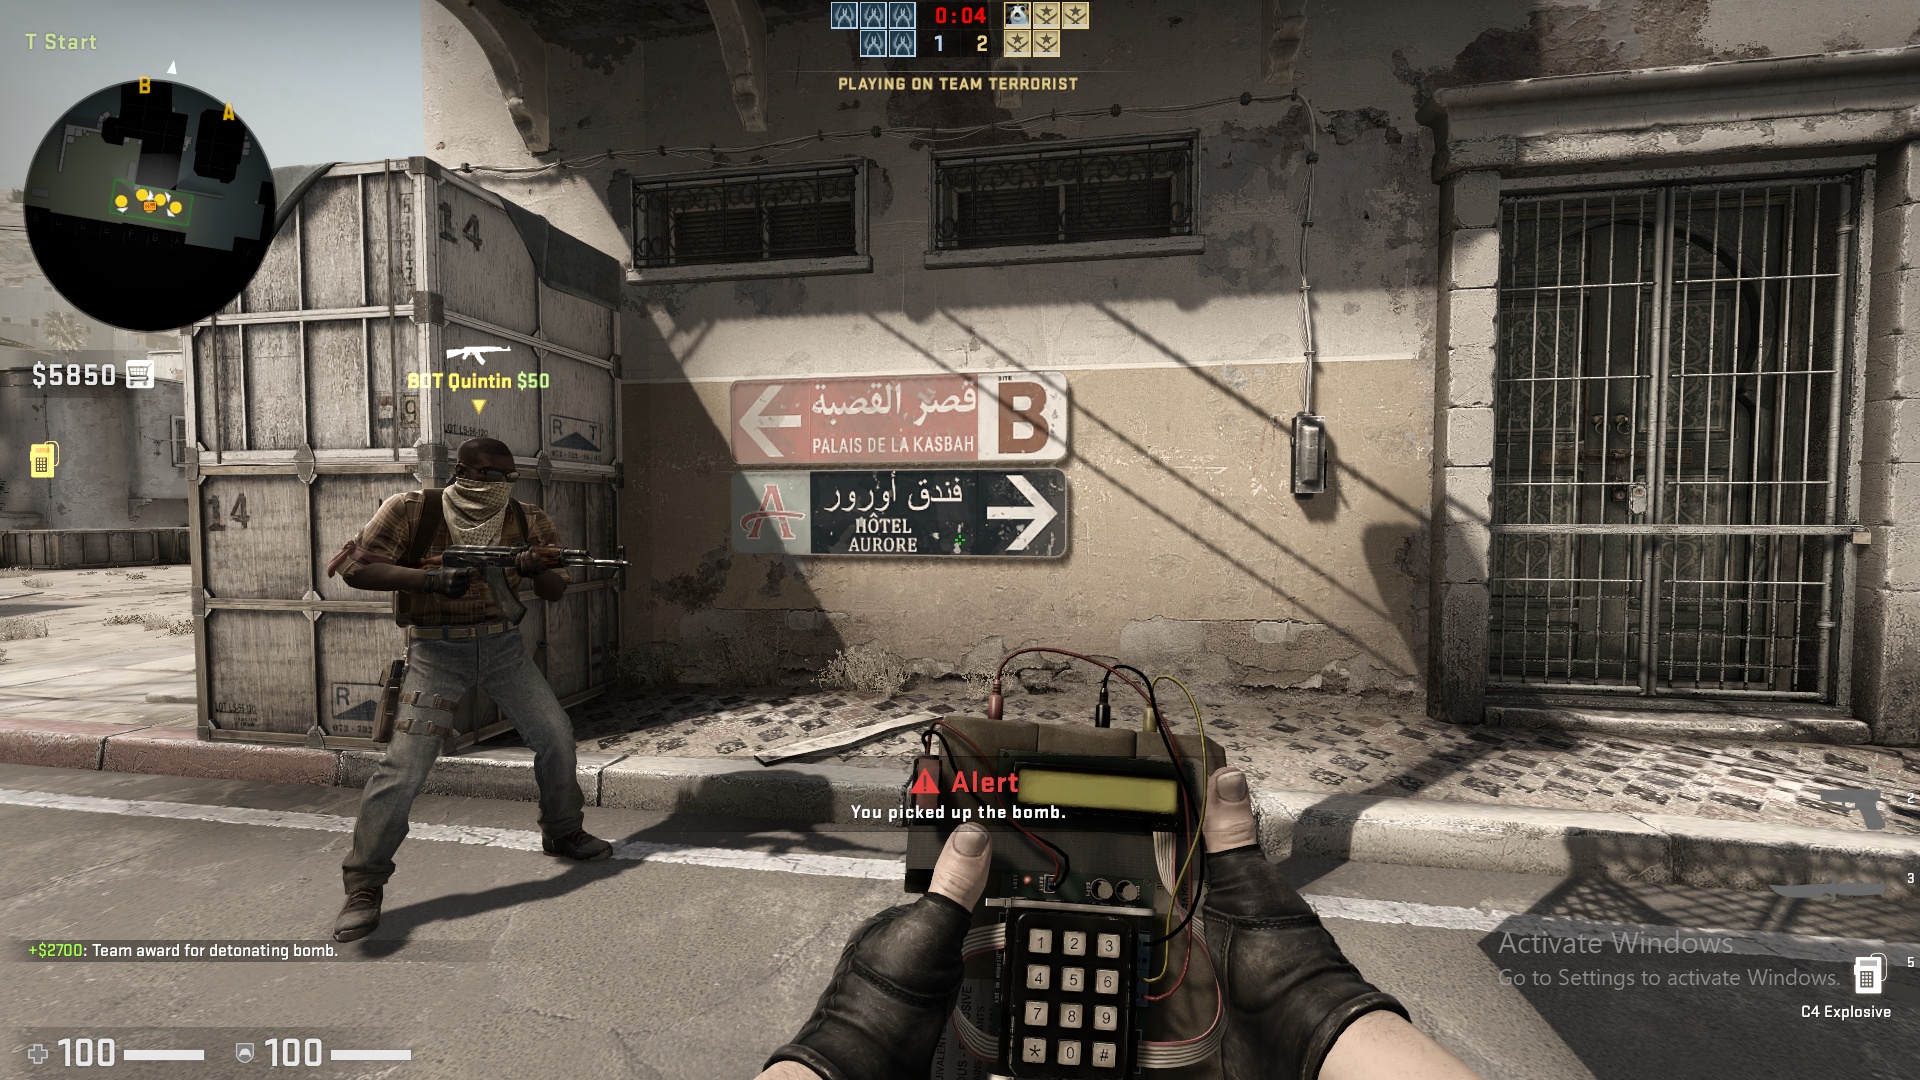 T Start
0:04
1 2
PLAYING ON TEAM TERRORIST
B
A
$5850
14
BOT Quintin $50
R T
قصر القصبة
PALAIS DE LA KASBAH
SITE
B
&
A
فندق أورور
HÔTEL
AURORE
14
R
Alert
You picked up the bomb.
2
3
5
1 2 3
4 5 6
7 8 9
* 0 #
+$2700: Team award for detonating bomb.
Activate Windows
Go to Settings to activate Windows.
C4 Explosive
100
100